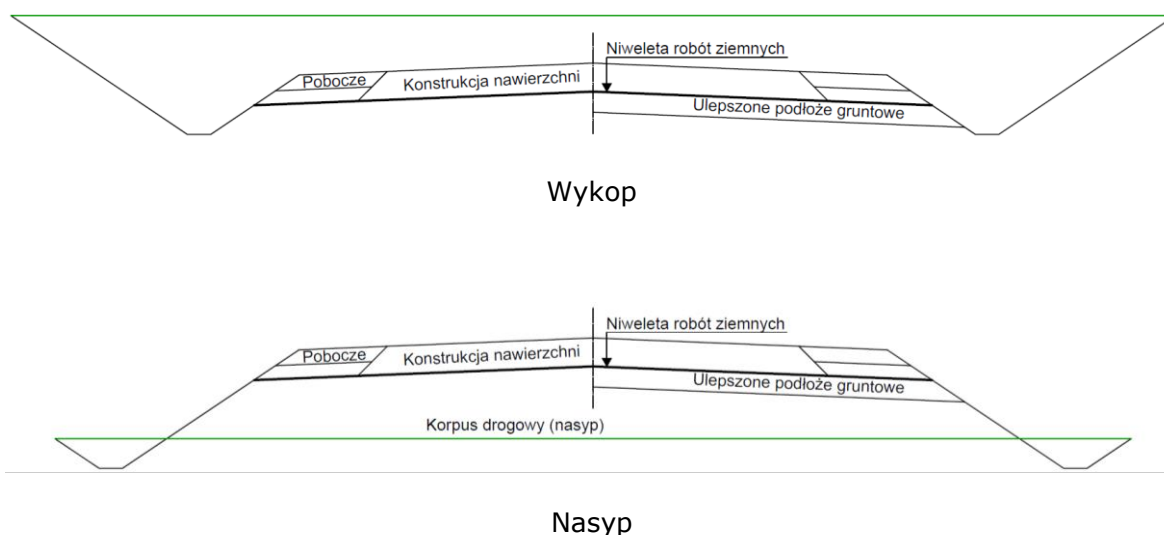 Niweleta robót ziemnych
Pobocze
Konstrukcja nawierzchni
Ulepszone podłoże gruntowe
Wykop
Niweleta robót ziemnych
Pobocze
Konstrukcja nawierzchni
Ulepszone podłoże gruntowe
Korpus drogowy (nasyp)
Nasyp